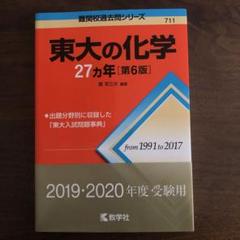 難関校過去問シリーズ
711
東大の化学
27カ年[第6版]
編著
●出題分野別に収録した
「東大入試問題事典」
from 1991 to 2017
2019・2020年度受験用
教学社